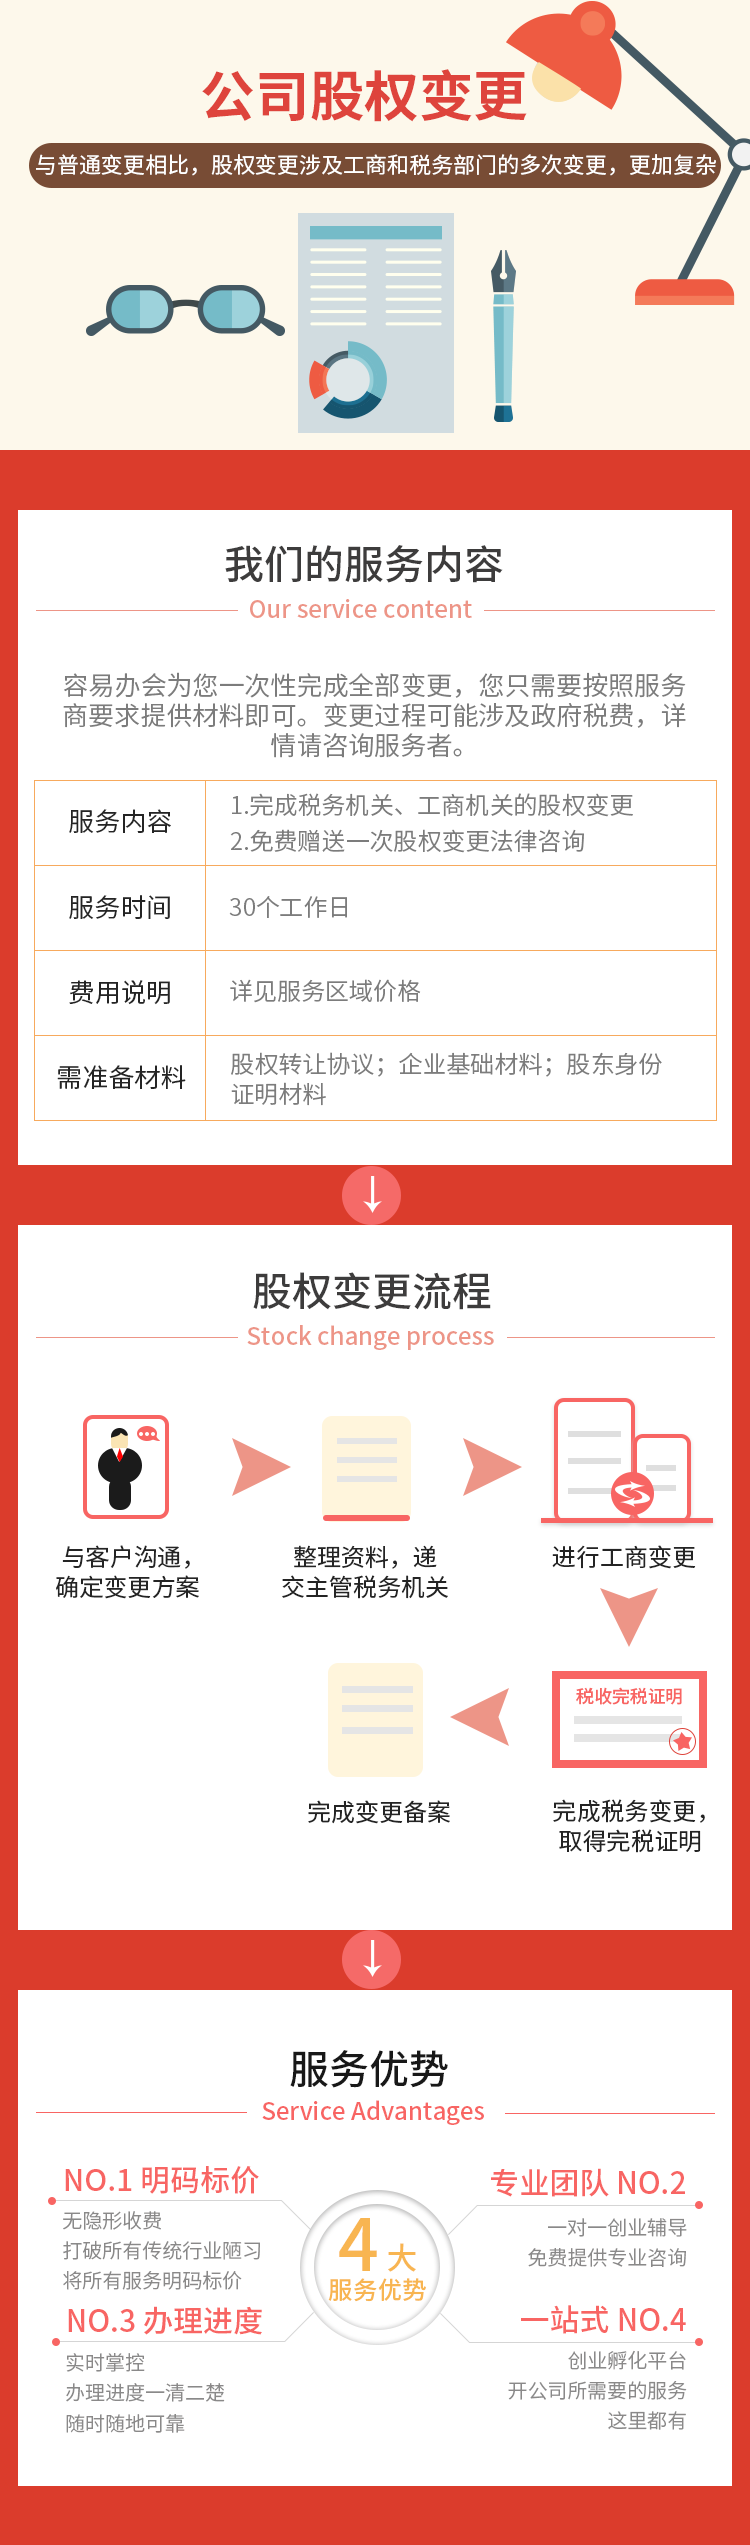 公司股权变更
与普通变更相比，股权变更涉及工商和税务部门的多次变更，更加复杂
我们的服务内容
Our service content
容易办会为您一次性完成全部变更，您只需要按照服务
商要求提供材料即可。变更过程可能涉及政府税费，详
情请咨询服务者。
服务内容
1.完成税务机关、工商机关的股权变更
2.免费赠送一次股权变更法律咨询
服务时间
30个工作日
费用说明
详见服务区域价格
需准备材料
股权转让协议；企业基础材料；股东身份
证明材料
股权变更流程
Stock change process
与客户沟通，
确定变更方案
整理资料，递
交主管税务机关
进行工商变更
税收完税证明
完成变更备案
完成税务变更，
取得完税证明
服务优势
Service Advantages
NO.1 明码标价
无隐形收费
打破所有传统行业陋习
将所有服务明码标价
专业团队 NO.2
一对一创业辅导
免费提供专业咨询
4 大
服务优势
NO.3 办理进度
实时掌控
办理进度一清二楚
随时随地可靠
一站式 NO.4
创业孵化平台
开公司所需要的服务
这里都有